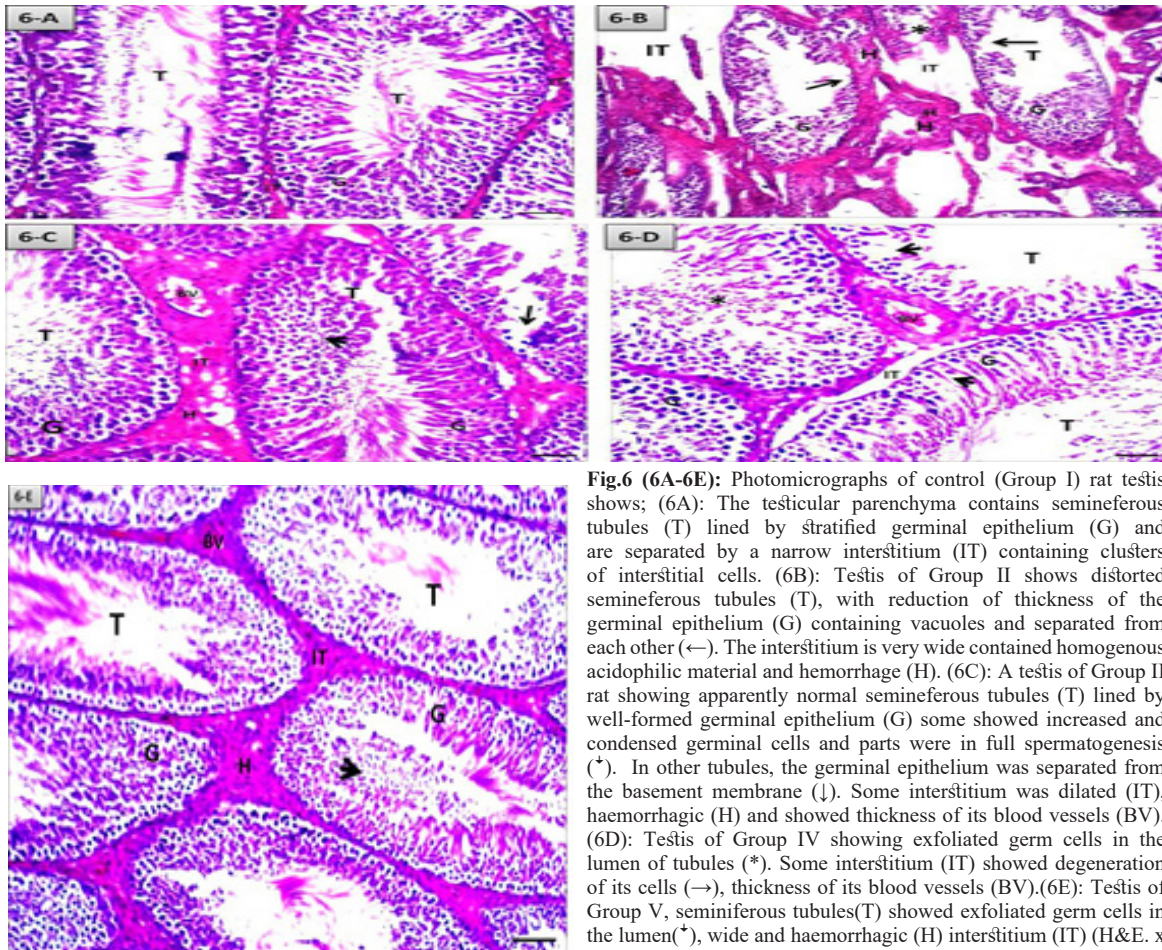 6-A
T
T
G
6-B
IT
H
*
T
IT
H
H
G
G
6-C
BV
T
T
IT
H
G
G
6-D
T
*
BV
G
IT
G
T
6-E
BV
T
T
IT
G
G
H
Fig.6 (6A-6E): Photomicrographs of control (Group I) rat testis
shows; (6A): The testicular parenchyma contains semineferous
tubules (T) lined by stratified germinal epithelium (G) and
are separated by a narrow interstitium (IT) containing clusters
of interstitial cells. (6B): Testis of Group II shows distorted
semineferous tubules (T), with reduction of thickness of the
germinal epithelium (G) containing vacuoles and separated from
each other (←). The interstitium is very wide contained homogenous
acidophilic material and hemorrhage (H). (6C): A testis of Group II
rat showing apparently normal semineferous tubules (T) lined by
well-formed germinal epithelium (G) some showed increased and
condensed germinal cells and parts were in full spermatogenesis
(⭣). In other tubules, the germinal epithelium was separated from
the basement membrane (↓). Some interstitium was dilated (IT),
haemorrhagic (H) and showed thickness of its blood vessels (BV).
(6D): Testis of Group IV showing exfoliated germ cells in the
lumen of tubules (*). Some interstitium (IT) showed degeneration
of its cells (→), thickness of its blood vessels (BV).(6E): Testis of
Group V, seminiferous tubules(T) showed exfoliated germ cells in
the lumen(⭣), wide and haemorrhagic (H) interstitium (IT) (H&E. x